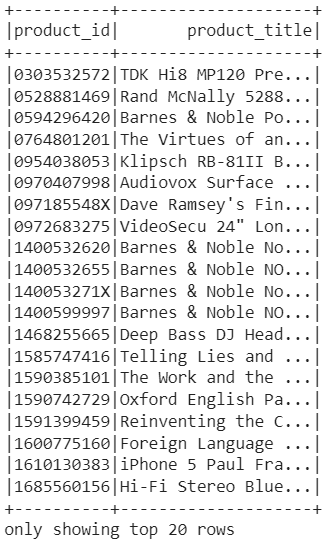 +----------+--------------------+
|product_id|       product_title|
+----------+--------------------+
|0303532572|TDK Hi8 MP120 Pre...|
|0528881469|Rand McNally 5288...|
|0594296420|Barnes & Noble Po...|
|0764801201|The Virtues of an...|
|0954038053|Klipsch RB-81II B...|
|0970407998|Audiovox Surface ...|
|097185548X|Dave Ramsey's Fin...|
|0972683275|VideoSecu 24" Lon...|
|1400532620|Barnes & Noble No...|
|1400532655|Barnes & Noble NO...|
|140053271X|Barnes & Noble No...|
|1400599997|Barnes & Noble NO...|
|1468255665|Deep Bass DJ Head...|
|1585747416|Telling Lies and ...|
|1590385101|The Work and the ...|
|1590742729|Oxford English Pa...|
|1591399459|Reinventing the C...|
|1600775160|Foreign Language ...|
|1610130383|iPhone 5 Paul Fra...|
|1685560156|Hi-Fi Stereo Blue...|
+----------+--------------------+
only showing top 20 rows